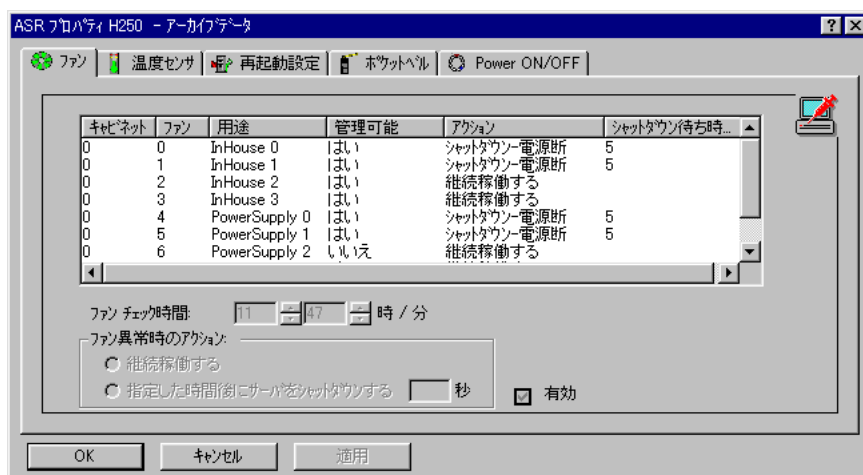 ASR プロパティ H250 - アーカイブデータ
ファン 温度センサ 再起動設定 ポケットベル Power ON/OFF
キャビネット ファン 用途 管理可能 アクション シャットダウン待ち時...
0 0 InHouse 0 はい シャットダウン-電源断 5
0 1 InHouse 1 はい シャットダウン-電源断 5
0 2 InHouse 2 はい 継続稼働する
0 3 InHouse 3 はい 継続稼働する
0 4 PowerSupply 0 はい シャットダウン-電源断 5
0 5 PowerSupply 1 はい シャットダウン-電源断 5
0 6 PowerSupply 2 いいえ 継続稼働する
ファン チェック時間: 11 47 時 / 分
ファン異常時のアクション:
継続稼働する
指定した時間後にサーバをシャットダウンする 秒
有効
OK キャンセル 適用